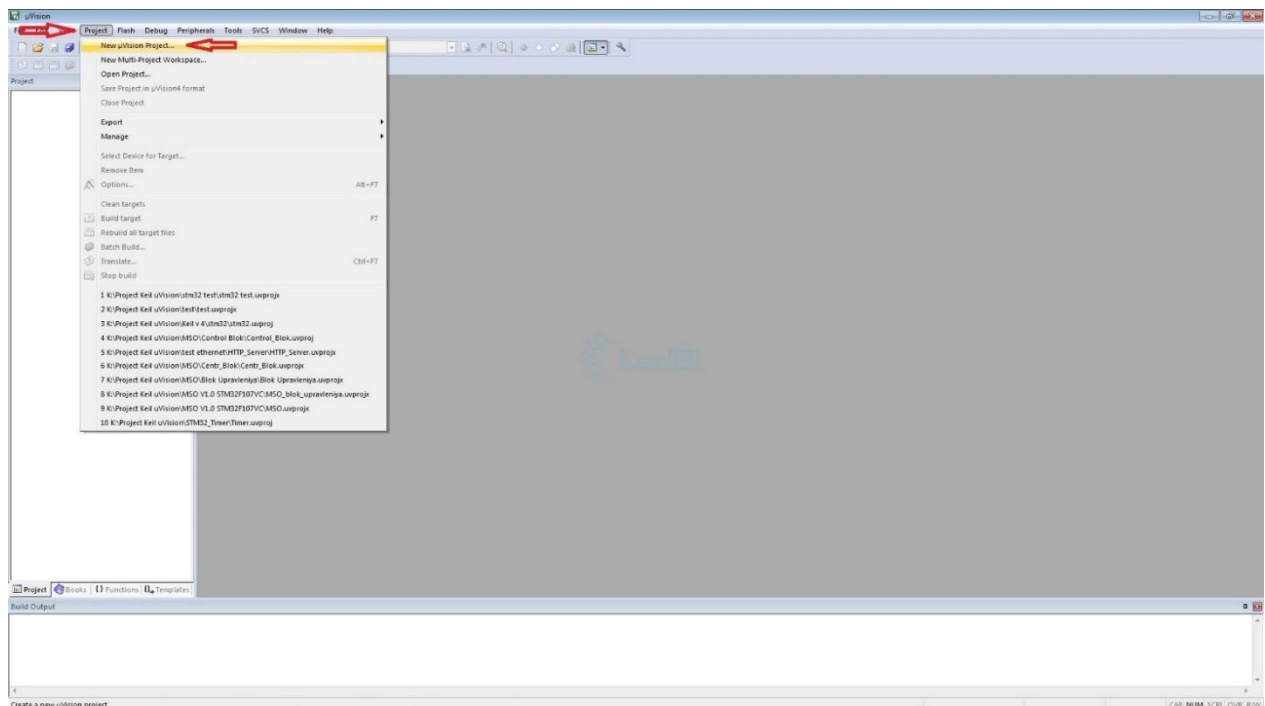 µVision
Project Flash Debug Peripherals Tools SVCS Window Help
New µVision Project...
New Multi-Project Workspace...
Open Project...
Save Project in µVision4 format
Close Project
Export
Manage
Select Device for Target...
Remove Item
Options... Alt+F7
Clean targets
Build target F7
Rebuild all target files
Batch Build...
Translate... Ctrl+F7
Stop build
1 K:\Project Keil uVision\stm32 test\stm32 test.uvprojx
2 K:\Project Keil uVision\test\test.uvprojx
3 K:\Project Keil uVision\Keil v 4\stm32\stm32.uvproj
4 K:\Project Keil uVision\MSO\Control Blok\Control_Blok.uvproj
5 K:\Project Keil uVision\test ethernet\HTTP_Server\HTTP_Server.uvprojx
6 K:\Project Keil uVision\MSO\Centr_Blok\Centr_Blok.uvprojx
7 K:\Project Keil uVision\MSO\Blok Upravleniya\Blok Upravleniya.uvprojx
8 K:\Project Keil uVision\MSO V1.0 STM32F107VC\MSO_blok_upravleniya.uvprojx
9 K:\Project Keil uVision\MSO V1.0 STM32F107VC\MSO.uvprojx
10 K:\Project Keil uVision\STM32_Timer\Timer.uvproj
Project
Project Books {} Functions Templates
Build Output
Create a new uVision project
CAP NUM SCRL OVR R/W